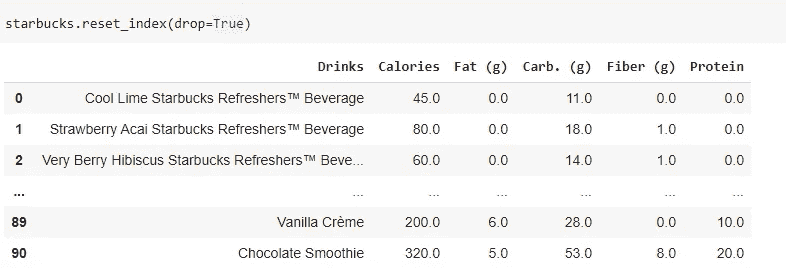 starbucks.reset_index(drop=True)
Drinks Calories Fat (g) Carb. (g) Fiber (g) Protein
0 Cool Lime Starbucks Refreshers™ Beverage 45.0 0.0 11.0 0.0 0.0
1 Strawberry Acai Starbucks Refreshers™ Beverage 80.0 0.0 18.0 1.0 0.0
2 Very Berry Hibiscus Starbucks Refreshers™ Beve... 60.0 0.0 14.0 1.0 0.0
... ... ... ... ... ... ...
89 Vanilla Crème 200.0 6.0 28.0 0.0 10.0
90 Chocolate Smoothie 320.0 5.0 53.0 8.0 20.0